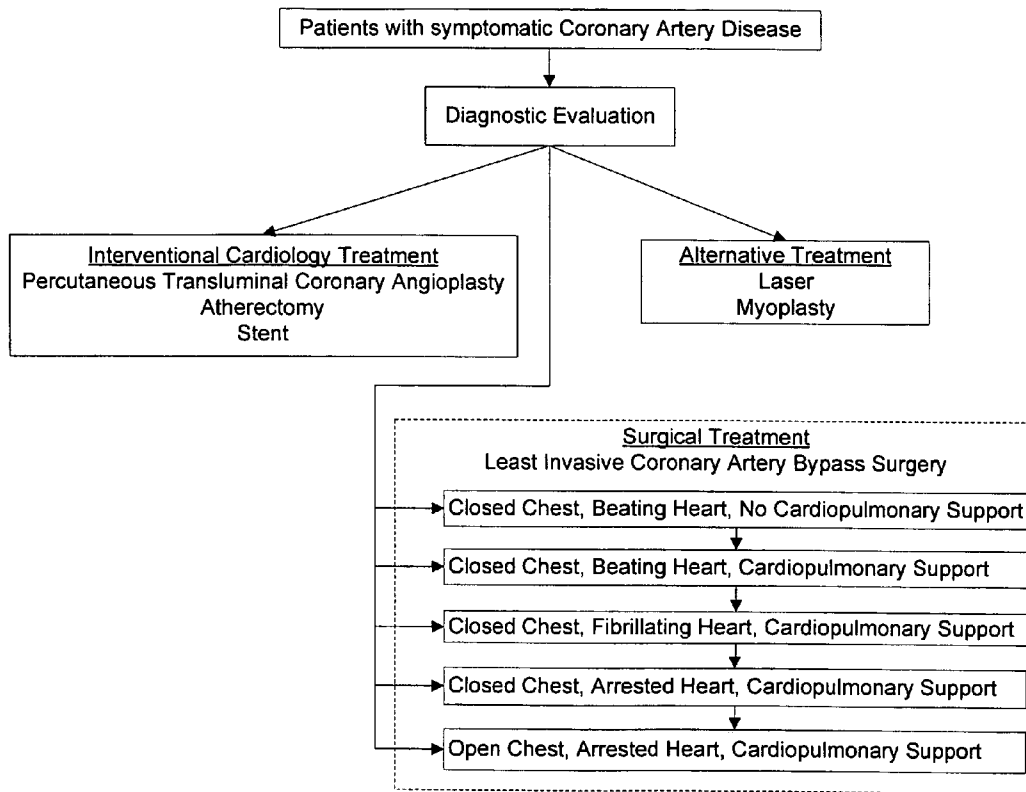 Patients with symptomatic Coronary Artery Disease
Diagnostic Evaluation
Interventional Cardiology Treatment
Percutaneous Transluminal Coronary Angioplasty
Atherectomy
Stent
Alternative Treatment
Laser
Myoplasty
Surgical Treatment
Least Invasive Coronary Artery Bypass Surgery
Closed Chest, Beating Heart, No Cardiopulmonary Support
Closed Chest, Beating Heart, Cardiopulmonary Support
Closed Chest, Fibrillating Heart, Cardiopulmonary Support
Closed Chest, Arrested Heart, Cardiopulmonary Support
Open Chest, Arrested Heart, Cardiopulmonary Support